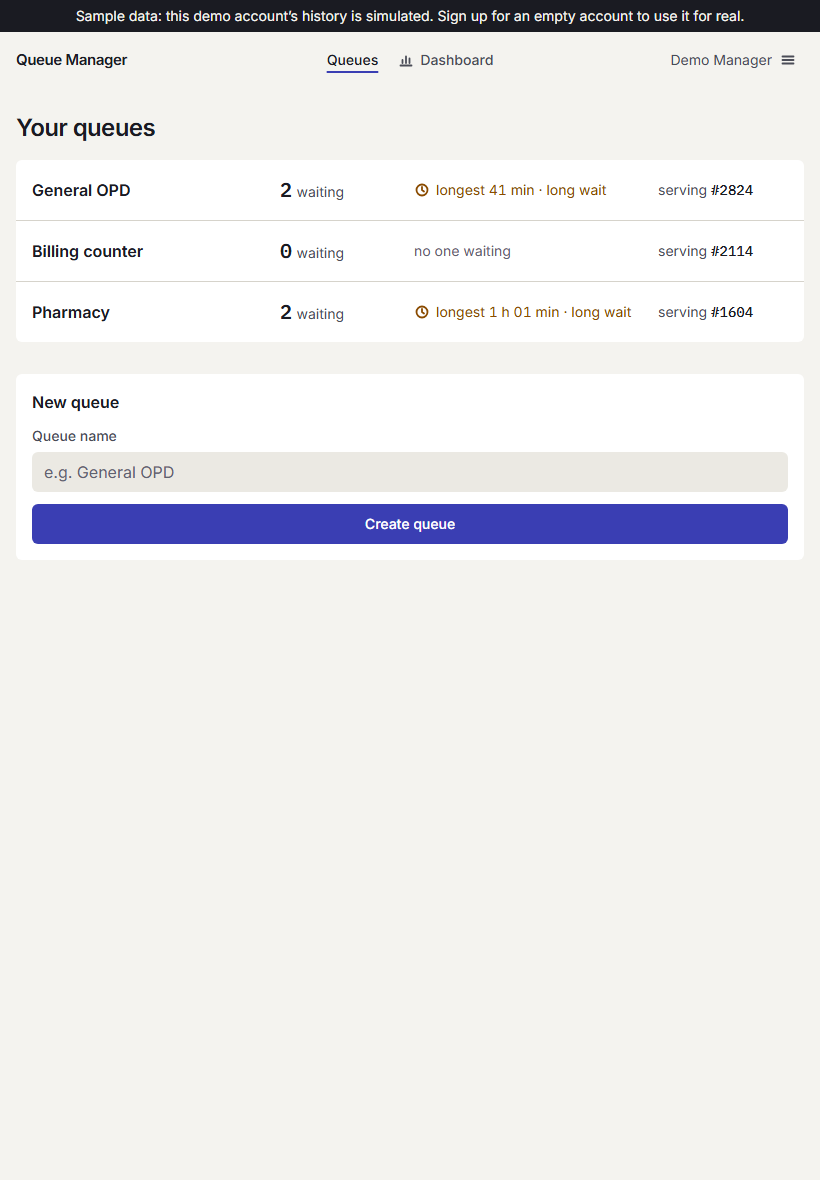 Sample data: this demo account’s history is simulated. Sign up for an empty account to use it for real.
Queue Manager Queues Dashboard Demo Manager
Your queues
General OPD 2 waiting longest 41 min · long wait serving #2824
Billing counter 0 waiting no one waiting serving #2114
Pharmacy 2 waiting longest 1 h 01 min · long wait serving #1604
New queue
Queue name
e.g. General OPD
Create queue